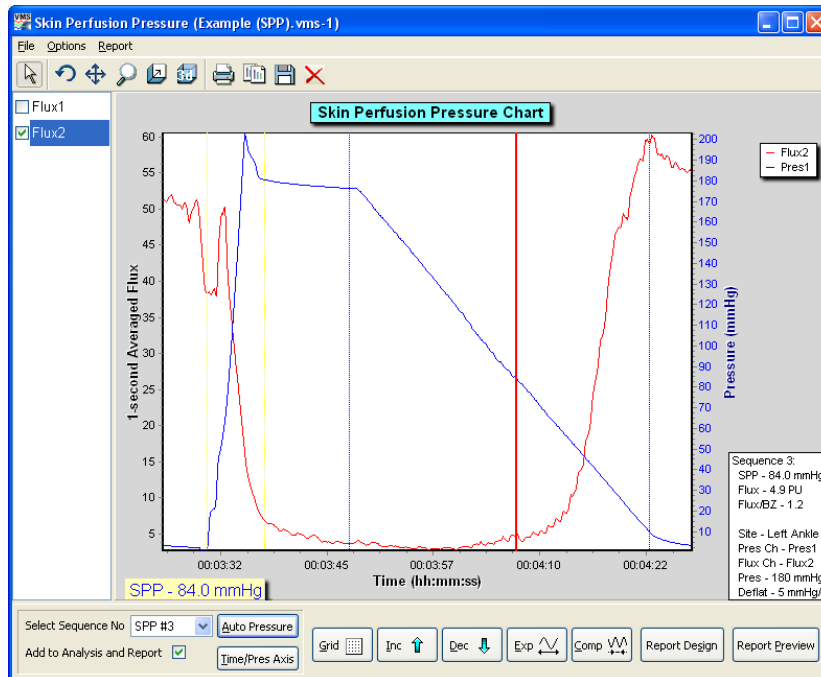 Skin Perfusion Pressure (Example (SPP).vms-1)
File Options Report
Flux1
Flux2
Skin Perfusion Pressure Chart
60
55
50
45
40
35
30
25
20
15
10
5
1-second Averaged Flux
200
190
180
170
160
150
140
130
120
110
100
90
80
70
60
50
40
30
20
10
Pressure (mmHg)
Flux2
Pres1
00:03:32 00:03:45 00:03:57 00:04:10 00:04:22
Time (hh:mm:ss)
SPP - 84.0 mmHg
Sequence 3:
SPP - 84.0 mmHg
Flux - 4.9 PU
Flux/BZ - 1.2
Site - Left Ankle
Pres Ch - Pres1
Flux Ch - Flux2
Pres - 180 mmHg
Deflat - 5 mmHg/
Select Sequence No SPP #3 Auto Pressure
Add to Analysis and Report Time/Pres Axis
Grid Inc Dec Exp Comp Report Design Report Preview